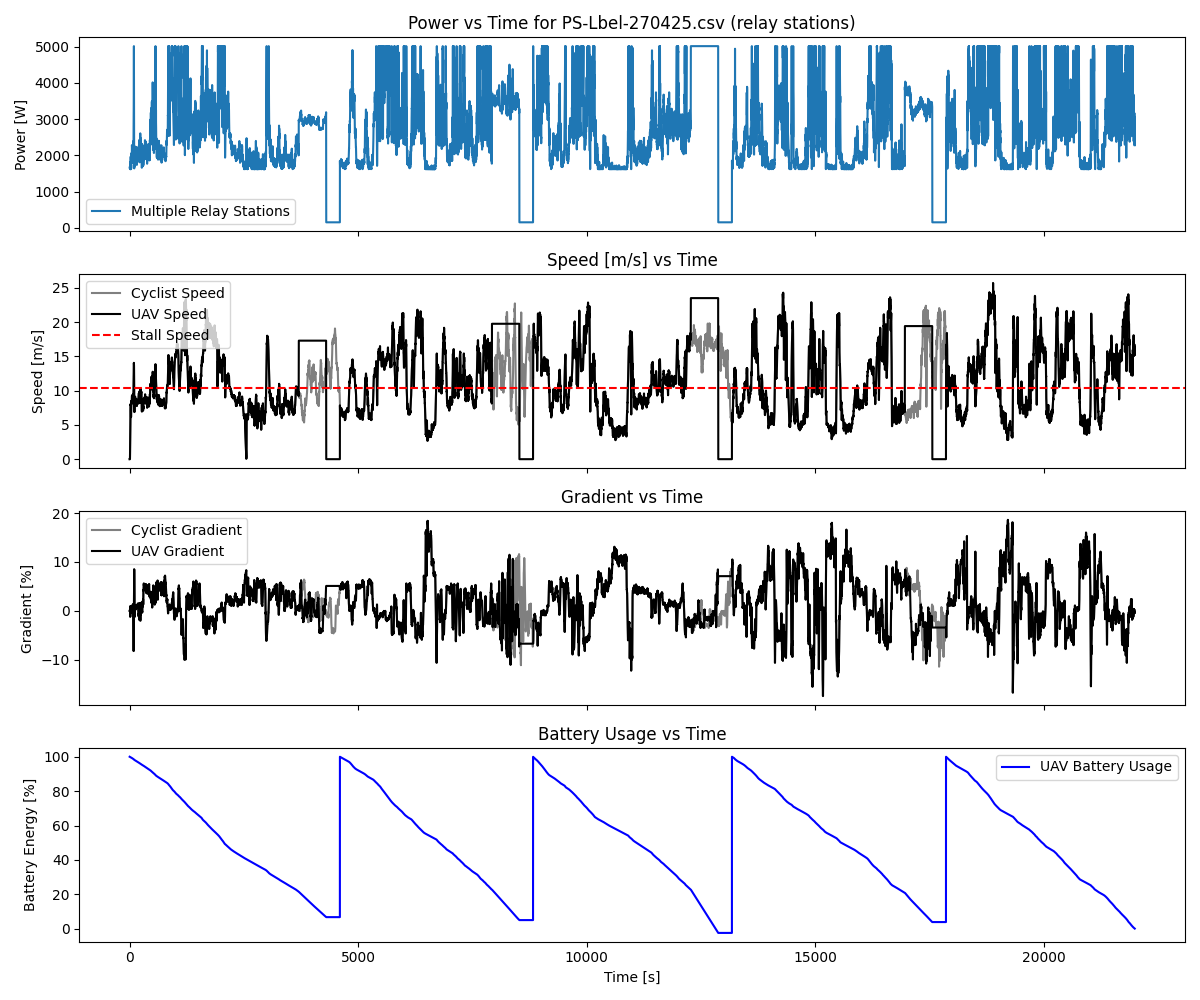 Power vs Time for PS-Lbel-270425.csv (relay stations)
Power [W]
5000
4000
3000
2000
1000
0
Multiple Relay Stations
Speed [m/s] vs Time
Speed [m/s]
25
20
15
10
5
0
Cyclist Speed
UAV Speed
Stall Speed
Gradient vs Time
Gradient [%]
20
10
0
−10
Cyclist Gradient
UAV Gradient
Battery Usage vs Time
Battery Energy [%]
100
80
60
40
20
0
UAV Battery Usage
0 5000 10000 15000 20000
Time [s]